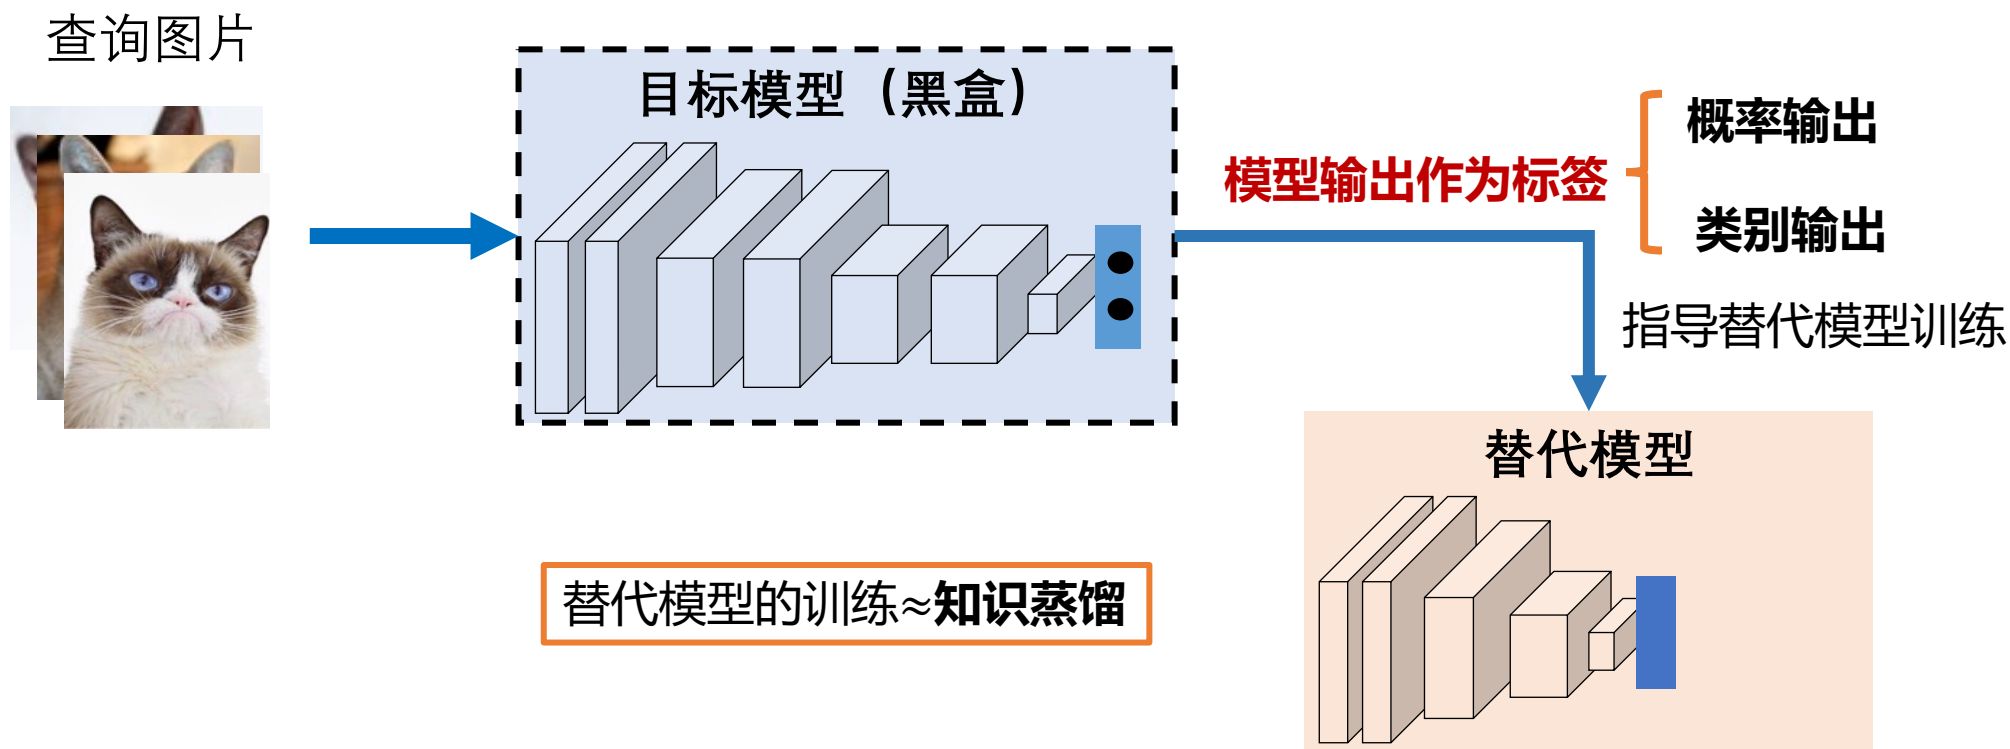 查询图片
目标模型（黑盒）
模型输出作为标签
概率输出
类别输出
指导替代模型训练
替代模型
替代模型的训练≈知识蒸馏